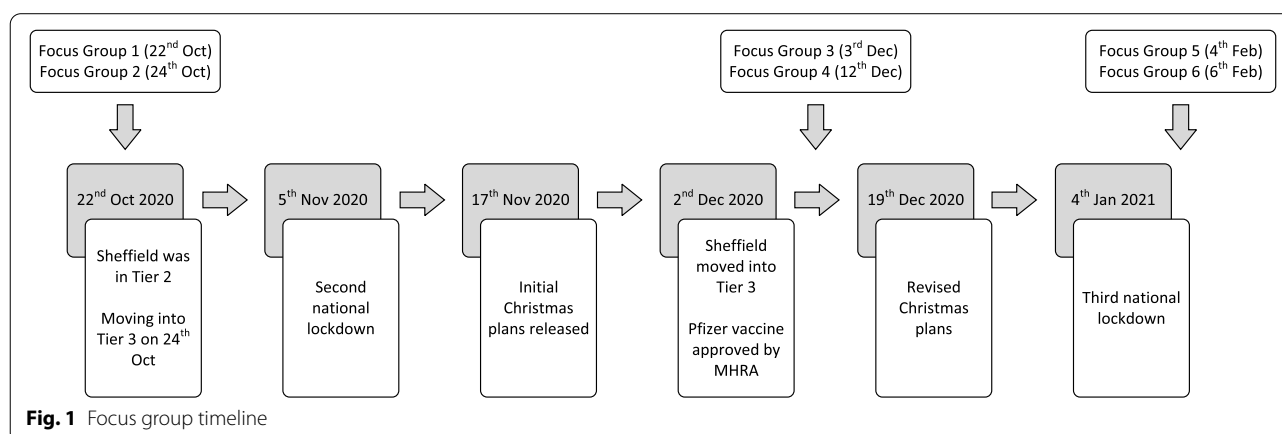 Focus Group 1 (22nd Oct)
Focus Group 2 (24th Oct)
Focus Group 3 (3rd Dec)
Focus Group 4 (12th Dec)
Focus Group 5 (4th Feb)
Focus Group 6 (6th Feb)
22nd Oct 2020
Sheffield was
in Tier 2
Moving into
Tier 3 on 24th
Oct
5th Nov 2020
Second
national
lockdown
17th Nov 2020
Initial
Christmas
plans released
2nd Dec 2020
Sheffield
moved into
Tier 3
Pfizer vaccine
approved by
MHRA
19th Dec 2020
Revised
Christmas
plans
4th Jan 2021
Third national
lockdown
Fig. 1 Focus group timeline